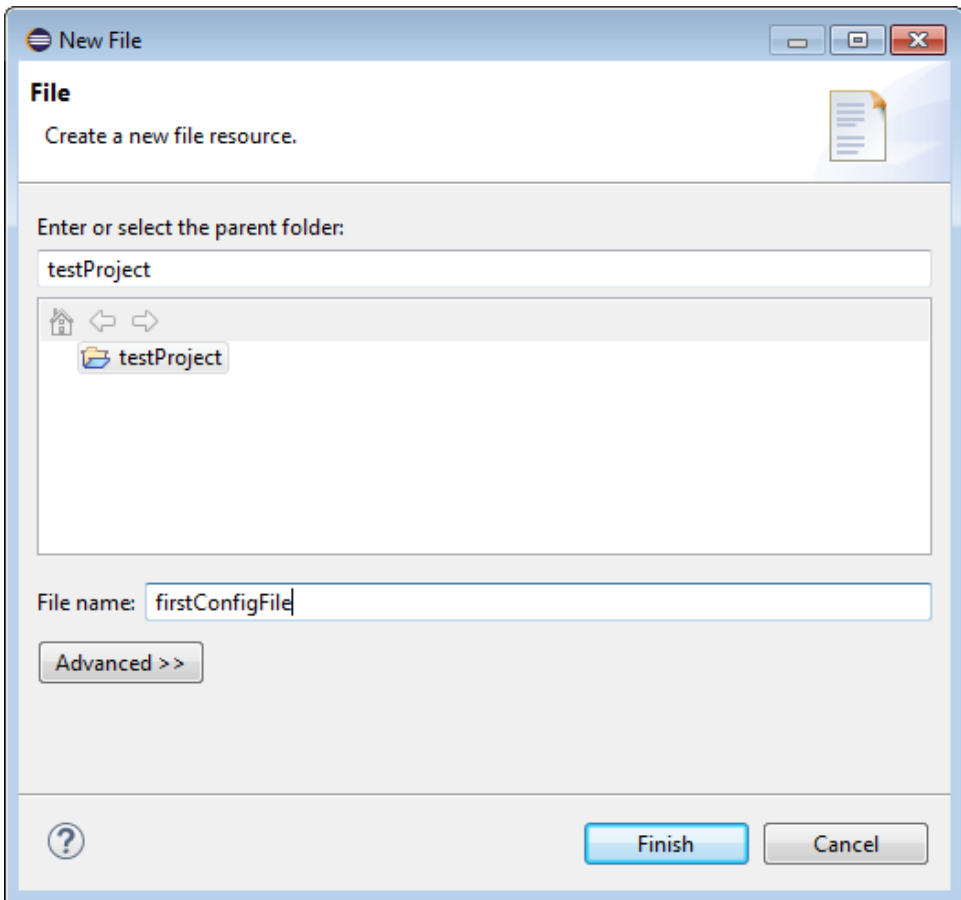 New File
File
Create a new file resource.
Enter or select the parent folder:
testProject
testProject
File name: firstConfigFile
Advanced >>
Finish Cancel